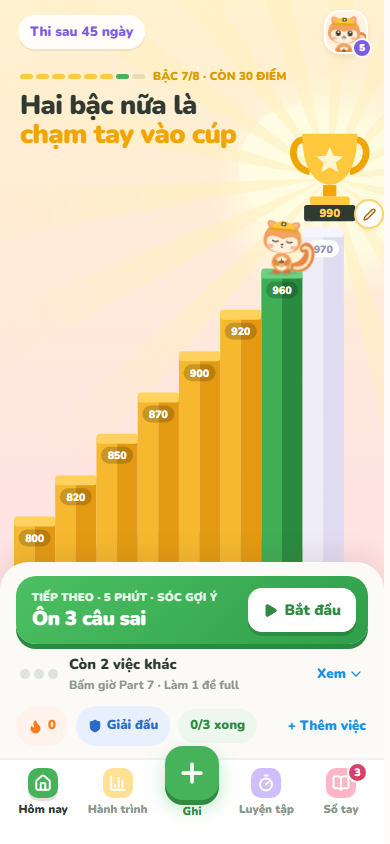 Thi sau 45 ngày
5
BẬC 7/8 · CÒN 30 ĐIỂM
Hai bậc nữa là
chạm tay vào cúp
990
970
960
920
900
870
850
820
800
TIẾP THEO · 5 PHÚT · SÓC GỢI Ý
Ôn 3 câu sai
Bắt đầu
Còn 2 việc khác
Bấm giờ Part 7 · Làm 1 đề full
Xem
0
Giải đấu
0/3 xong
+ Thêm việc
3
Hôm nay
Hành trình
Ghi
Luyện tập
Sổ tay